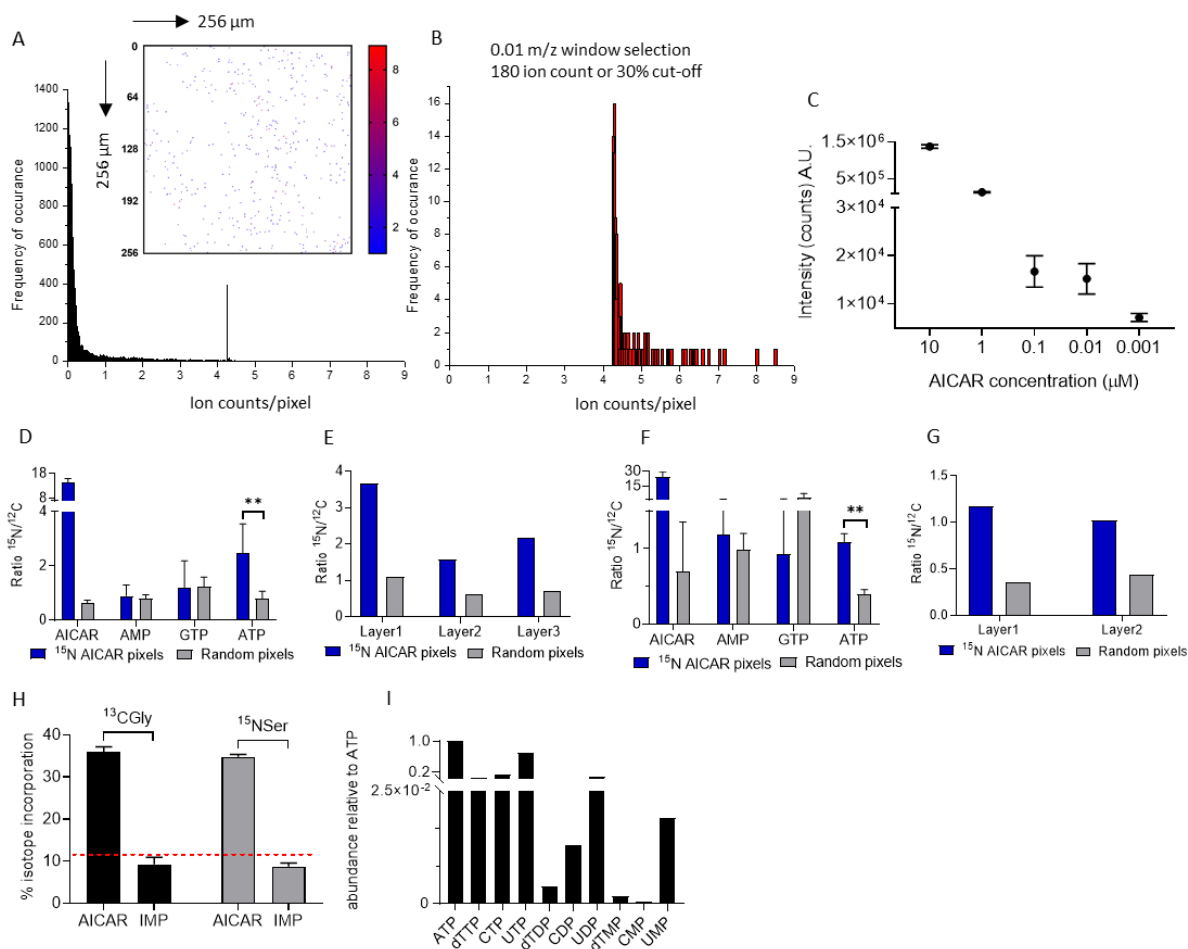 A
256 µm
256 µm
0
64
128
192
256
8
6
4
2
1400
1300
1200
1100
1000
900
800
700
600
500
400
300
200
100
0
Frequency of occurance
0 1 2 3 4 5 6 7 8 9
Ion counts/pixel
B
0.01 m/z window selection
180 ion count or 30% cut-off
16
14
12
10
8
6
4
2
0
Frequency of occurance
0 1 2 3 4 5 6 7 8 9
Ion counts/pixel
C
1.5×10⁶
5×10⁵
3×10⁴
2×10⁴
1×10⁴
Intensity (counts) A.U.
10 1 0.1 0.01 0.001
AICAR concentration (µM)
D
18
8
4
2
0
Ratio ¹⁵N/¹²C
**
AICAR AMP GTP ATP
¹⁵N AICAR pixels Random pixels
E
4
3
2
1
0
Ratio ¹⁵N/¹²C
Layer1 Layer2 Layer3
¹⁵N AICAR pixels Random pixels
F
30
15
1
0
Ratio ¹⁵N/¹²C
**
AICAR AMP GTP ATP
¹⁵N AICAR pixels Random pixels
G
1.5
1.0
0.5
0.0
Ratio ¹⁵N/¹²C
Layer1 Layer2
¹⁵N AICAR pixels Random pixels
H
¹³CGly
¹⁵NSer
40
30
20
10
0
% isotope incorporation
AICAR IMP AICAR IMP
I
1.0
0.2
2.5×10⁻²
0
abundance relative to ATP
ATP dTTP CTP UTP dTDP CDP UDP dTMP CMP UMP